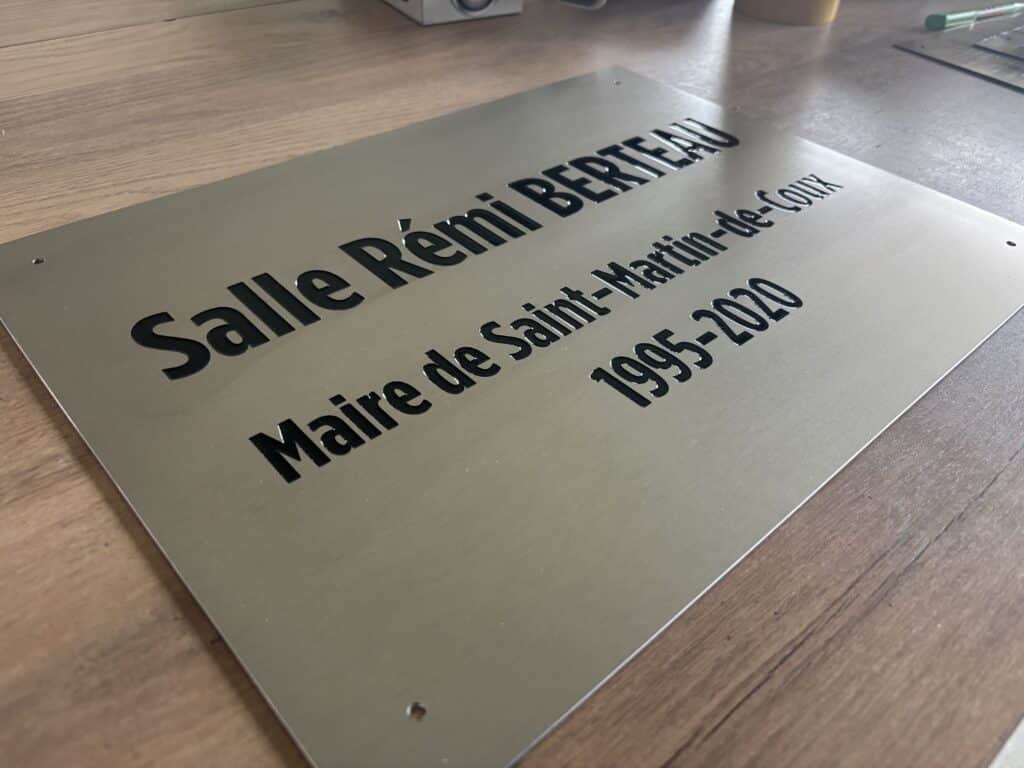 Salle Rémi BERTEAU
Maire de Saint-Martin-de-Coux
1995-2020